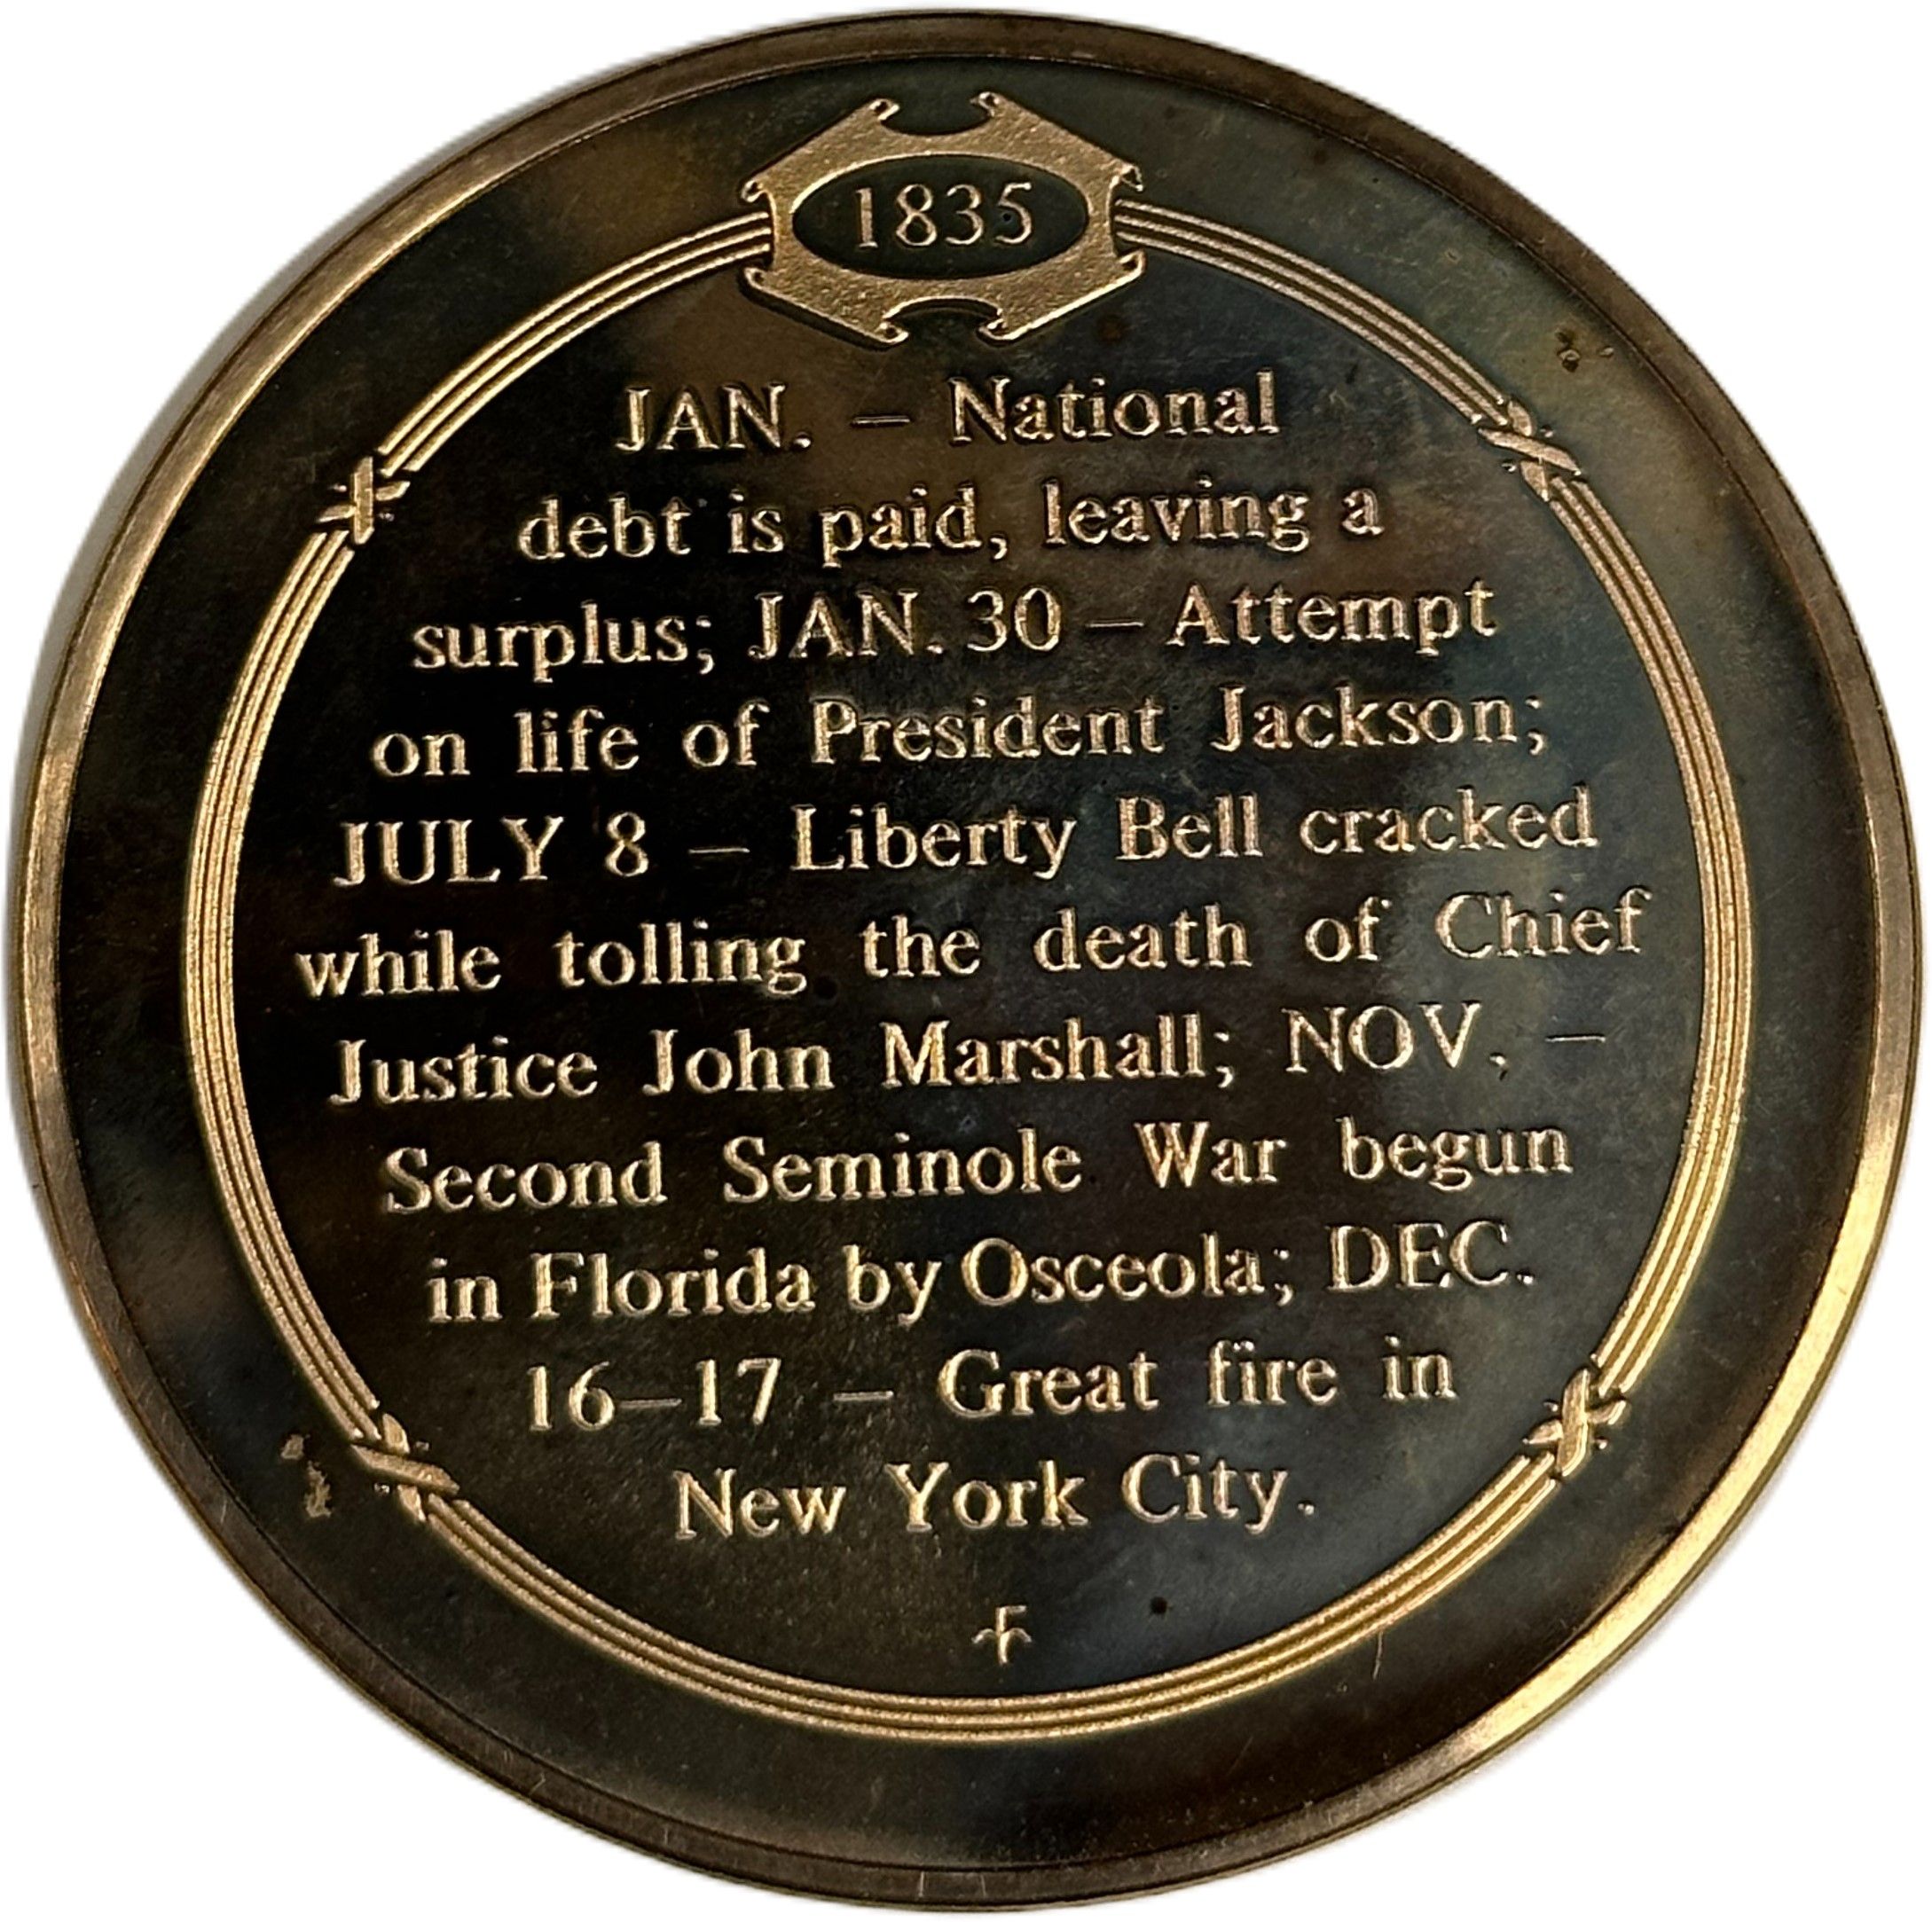 1835
JAN. – National
debt is paid, leaving a
surplus; JAN. 30 – Attempt
on life of President Jackson;
JULY 8 – Liberty Bell cracked
while tolling the death of Chief
Justice John Marshall; NOV. –
Second Seminole War begun
in Florida by Osceola; DEC.
16–17 – Great fire in
New York City.